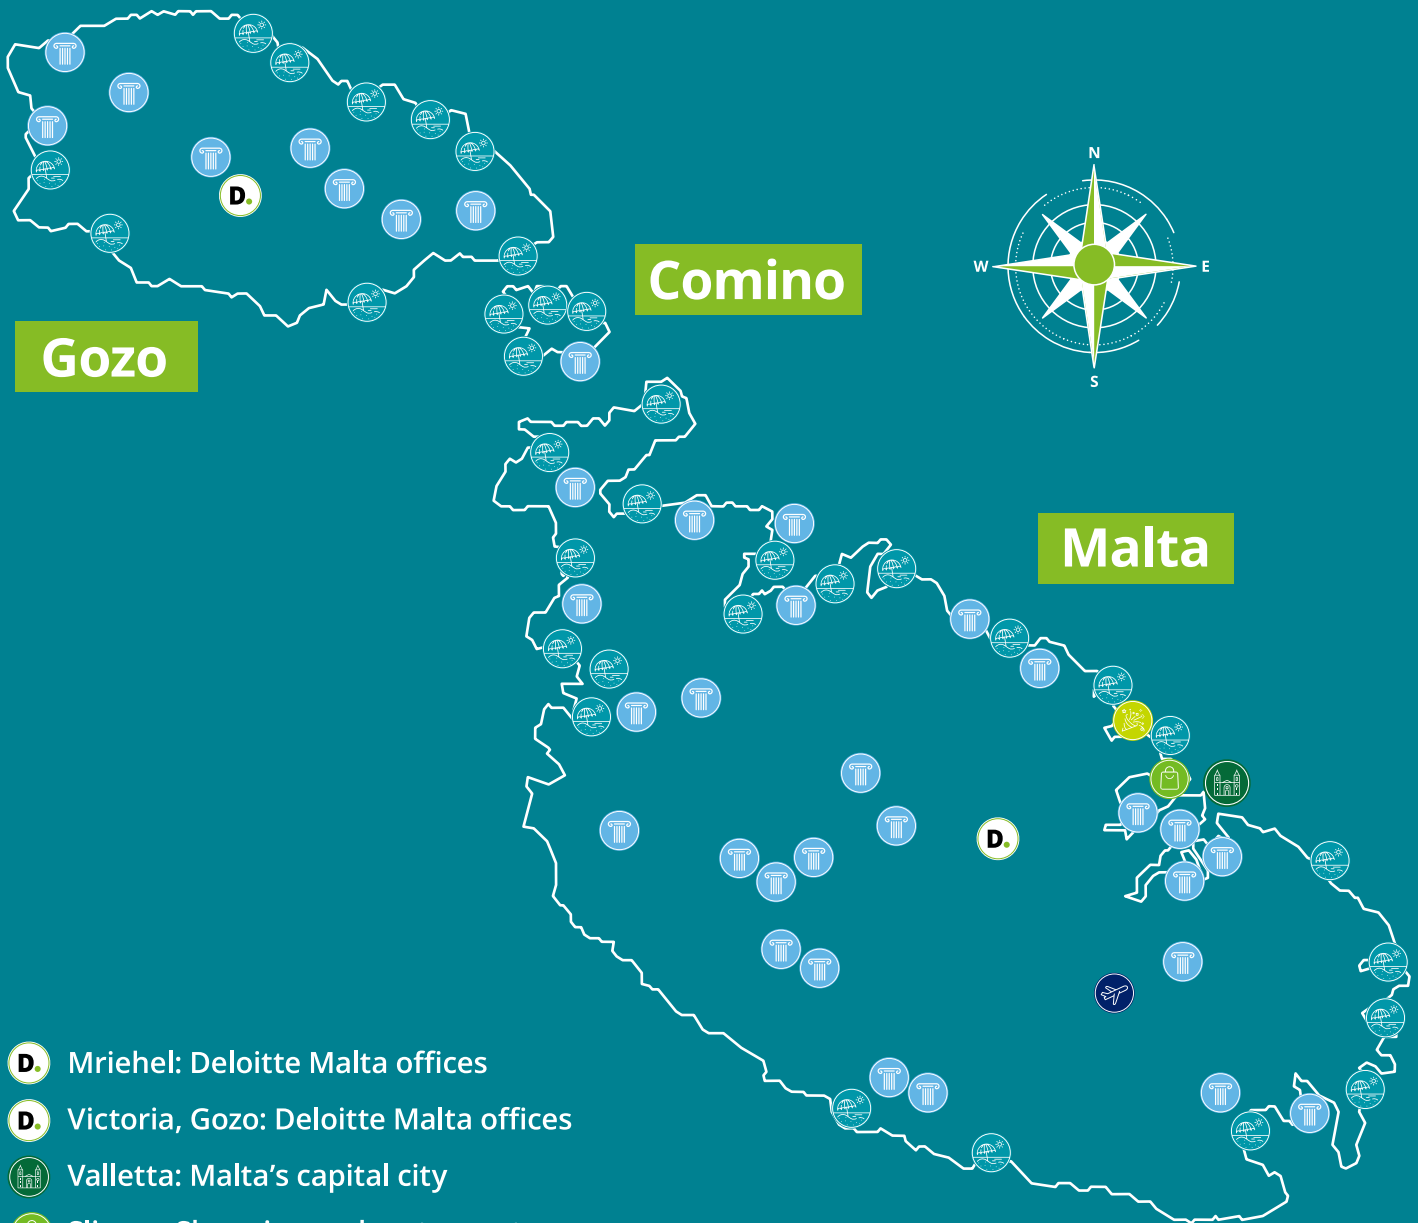 N
W
E
S
Comino
Gozo
Malta
D.
D.
D. Mriehel: Deloitte Malta offices
D. Victoria, Gozo: Deloitte Malta offices
Valletta: Malta's capital city